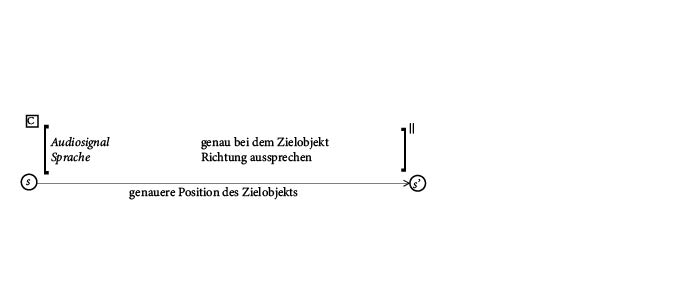 C
||
Audiosignal genau bei dem Zielobjekt
Sprache Richtung aussprechen
s s'
genauere Position des Zielobjekts